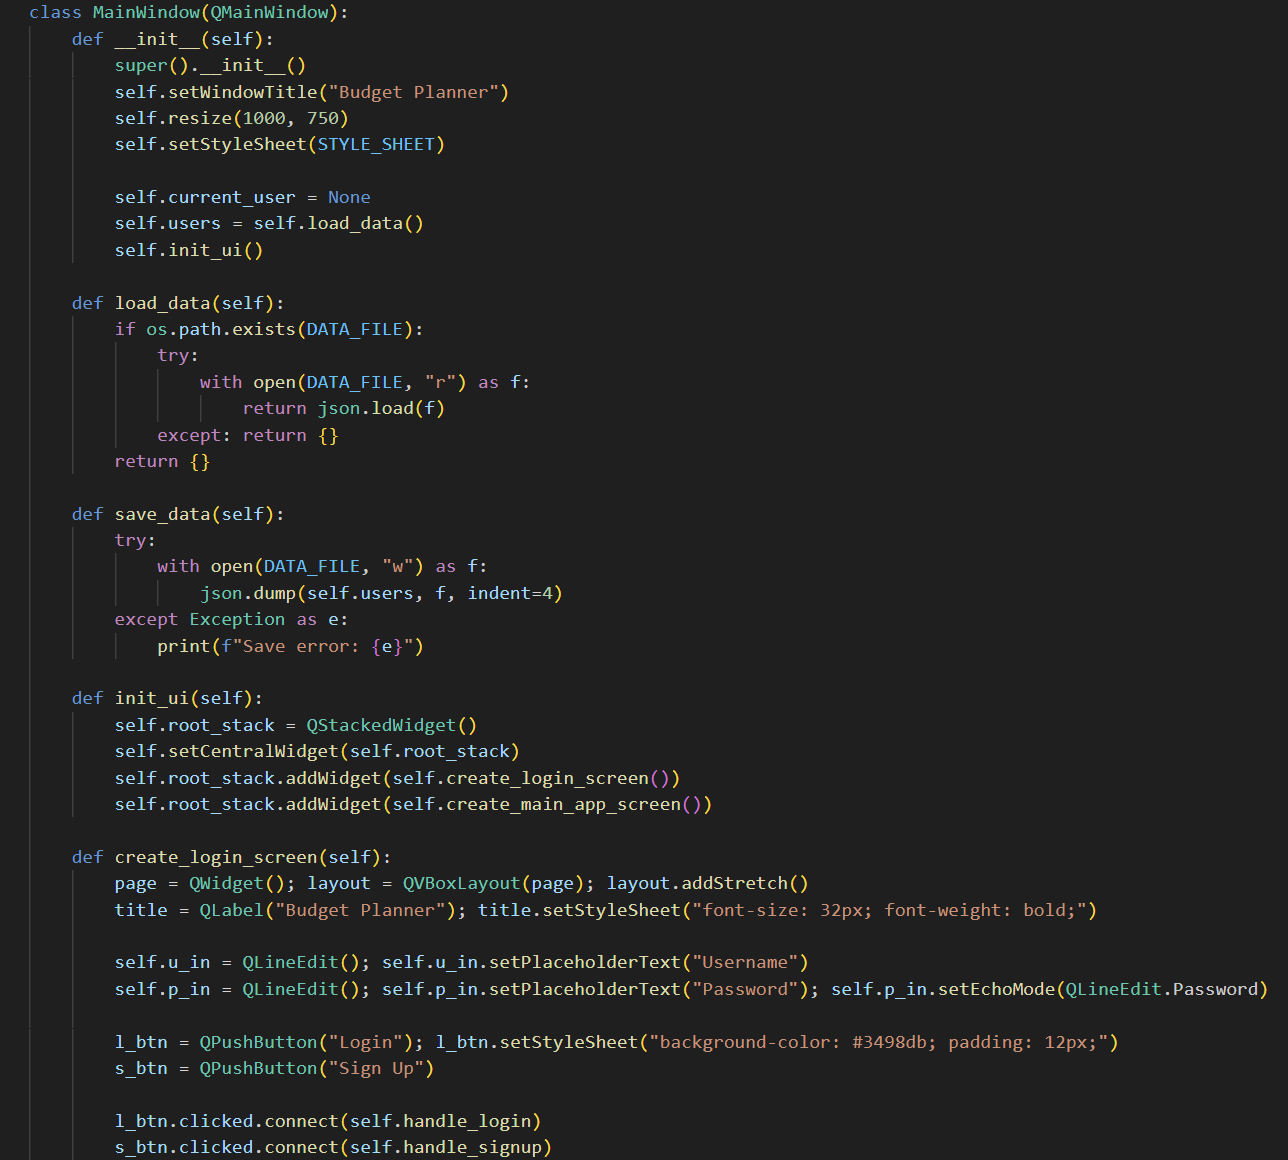 class MainWindow(QMainWindow):
    def __init__(self):
        super().__init__()
        self.setWindowTitle("Budget Planner")
        self.resize(1000, 750)
        self.setStyleSheet(STYLE_SHEET)

        self.current_user = None
        self.users = self.load_data()
        self.init_ui()

    def load_data(self):
        if os.path.exists(DATA_FILE):
            try:
                with open(DATA_FILE, "r") as f:
                    return json.load(f)
            except: return {}
        return {}

    def save_data(self):
        try:
            with open(DATA_FILE, "w") as f:
                json.dump(self.users, f, indent=4)
        except Exception as e:
            print(f"Save error: {e}")

    def init_ui(self):
        self.root_stack = QStackedWidget()
        self.setCentralWidget(self.root_stack)
        self.root_stack.addWidget(self.create_login_screen())
        self.root_stack.addWidget(self.create_main_app_screen())

    def create_login_screen(self):
        page = QWidget(); layout = QVBoxLayout(page); layout.addStretch()
        title = QLabel("Budget Planner"); title.setStyleSheet("font-size: 32px; font-weight: bold;")

        self.u_in = QLineEdit(); self.u_in.setPlaceholderText("Username")
        self.p_in = QLineEdit(); self.p_in.setPlaceholderText("Password"); self.p_in.setEchoMode(QLineEdit.Password)

        l_btn = QPushButton("Login"); l_btn.setStyleSheet("background-color: #3498db; padding: 12px;")
        s_btn = QPushButton("Sign Up")

        l_btn.clicked.connect(self.handle_login)
        s_btn.clicked.connect(self.handle_signup)